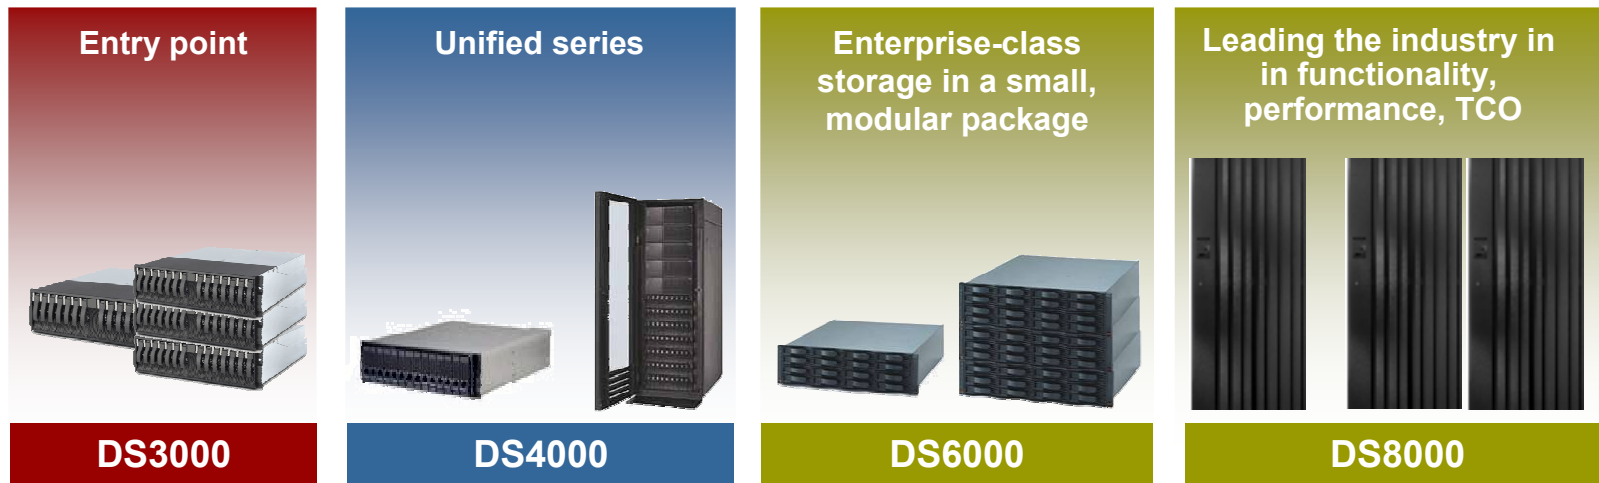 Entry point
DS3000
Unified series
DS4000
Enterprise-class
storage in a small,
modular package
DS6000
Leading the industry in
in functionality,
performance, TCO
DS8000